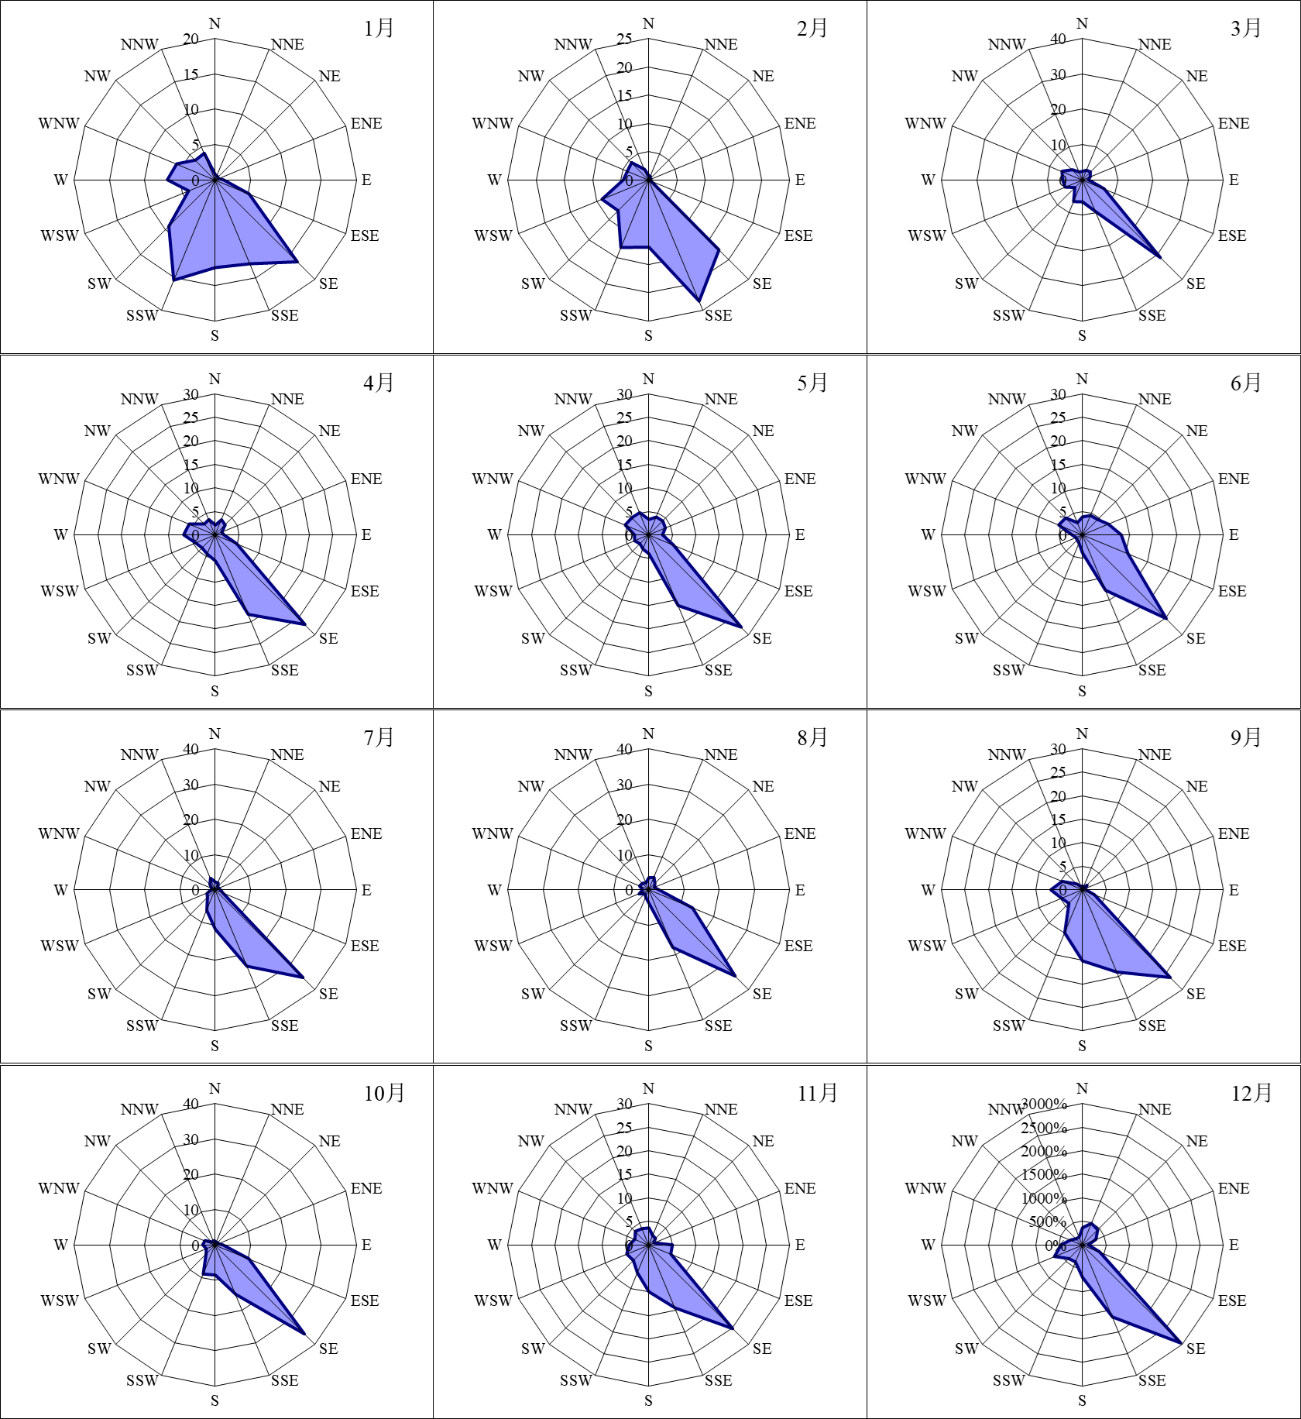 N 1月
20
NNW NNE
NW 15 NE
10
WNW ENE
5
W 0 E
WSW ESE
SW SE
SSW SSE
S
N 2月
25
NNW NNE
20
NW NE
15
10
WNW ENE
5
W 0 E
WSW ESE
SW SE
SSW SSE
S
N 3月
40
NNW NNE
NW 30 NE
20
WNW ENE
10
W 0 E
WSW ESE
SW SE
SSW SSE
S
N 4月
30
NNW NNE
25
NW NE
20
15
WNW ENE
10
5
W 0 E
WSW ESE
SW SE
SSW SSE
S
N 5月
30
NNW NNE
25
NW NE
20
15
WNW ENE
10
5
W 0 E
WSW ESE
SW SE
SSW SSE
S
N 6月
30
NNW NNE
25
NW NE
20
15
WNW ENE
10
5
W 0 E
WSW ESE
SW SE
SSW SSE
S
N 7月
40
NNW NNE
NW 30 NE
20
WNW ENE
10
W 0 E
WSW ESE
SW SE
SSW SSE
S
N 8月
40
NNW NNE
NW 30 NE
20
WNW ENE
10
W 0 E
WSW ESE
SW SE
SSW SSE
S
N 9月
30
NNW NNE
25
NW NE
20
15
WNW ENE
10
5
W 0 E
WSW ESE
SW SE
SSW SSE
S
N 10月
40
NNW NNE
NW 30 NE
20
WNW ENE
10
W 0 E
WSW ESE
SW SE
SSW SSE
S
N 11月
30
NNW NNE
25
NW NE
20
15
WNW ENE
10
5
W 0 E
WSW ESE
SW SE
SSW SSE
S
N 12月
3000%
NNW NNE
2500%
NW NE
2000%
1500%
WNW ENE
1000%
500%
W 0% E
WSW ESE
SW SE
SSW SSE
S